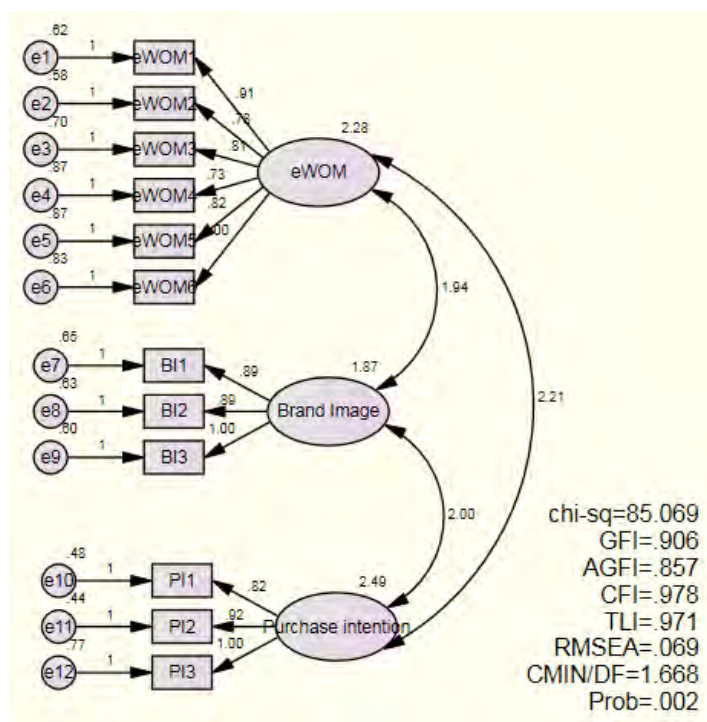 .62
e1 1 eWOM1
.58
e2 1 eWOM2
.70
e3 1 eWOM3
.87
e4 1 eWOM4
.87
e5 1 eWOM5
.83
e6 1 eWOM6
.91
.81
.73
.82
.00
2.28
eWOM
1.94
2.21
.65
e7 1 BI1
.63
e8 1 BI2
.60
e9 1 BI3
.89
.89
1.00
1.87
Brand Image
2.00
.48
e10 1 PI1
.44
e11 1 PI2
.77
e12 1 PI3
.82
.92
1.00
2.49
Purchase intention
chi-sq=85.069
GFI=.906
AGFI=.857
CFI=.978
TLI=.971
RMSEA=.069
CMIN/DF=1.668
Prob=.002